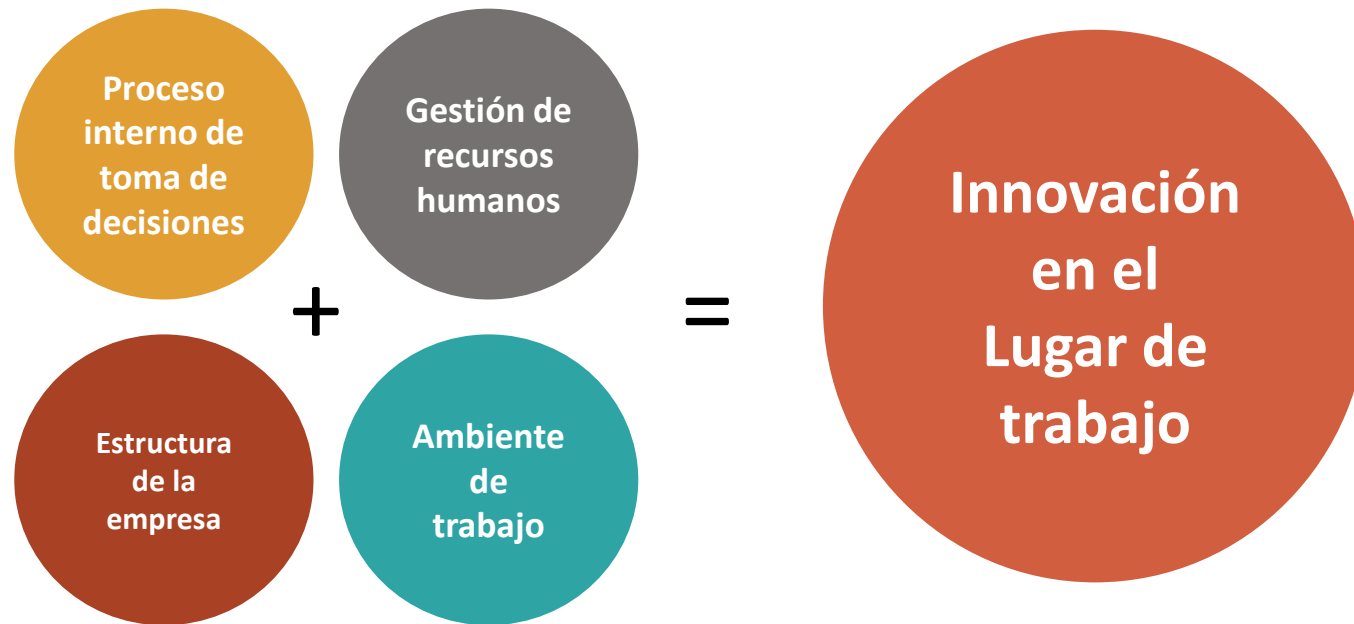 Proceso
interno de
toma de
decisiones
Gestión de
recursos
humanos
+
=
Estructura
de la
empresa
Ambiente
de
trabajo
Innovación
en el
Lugar de
trabajo